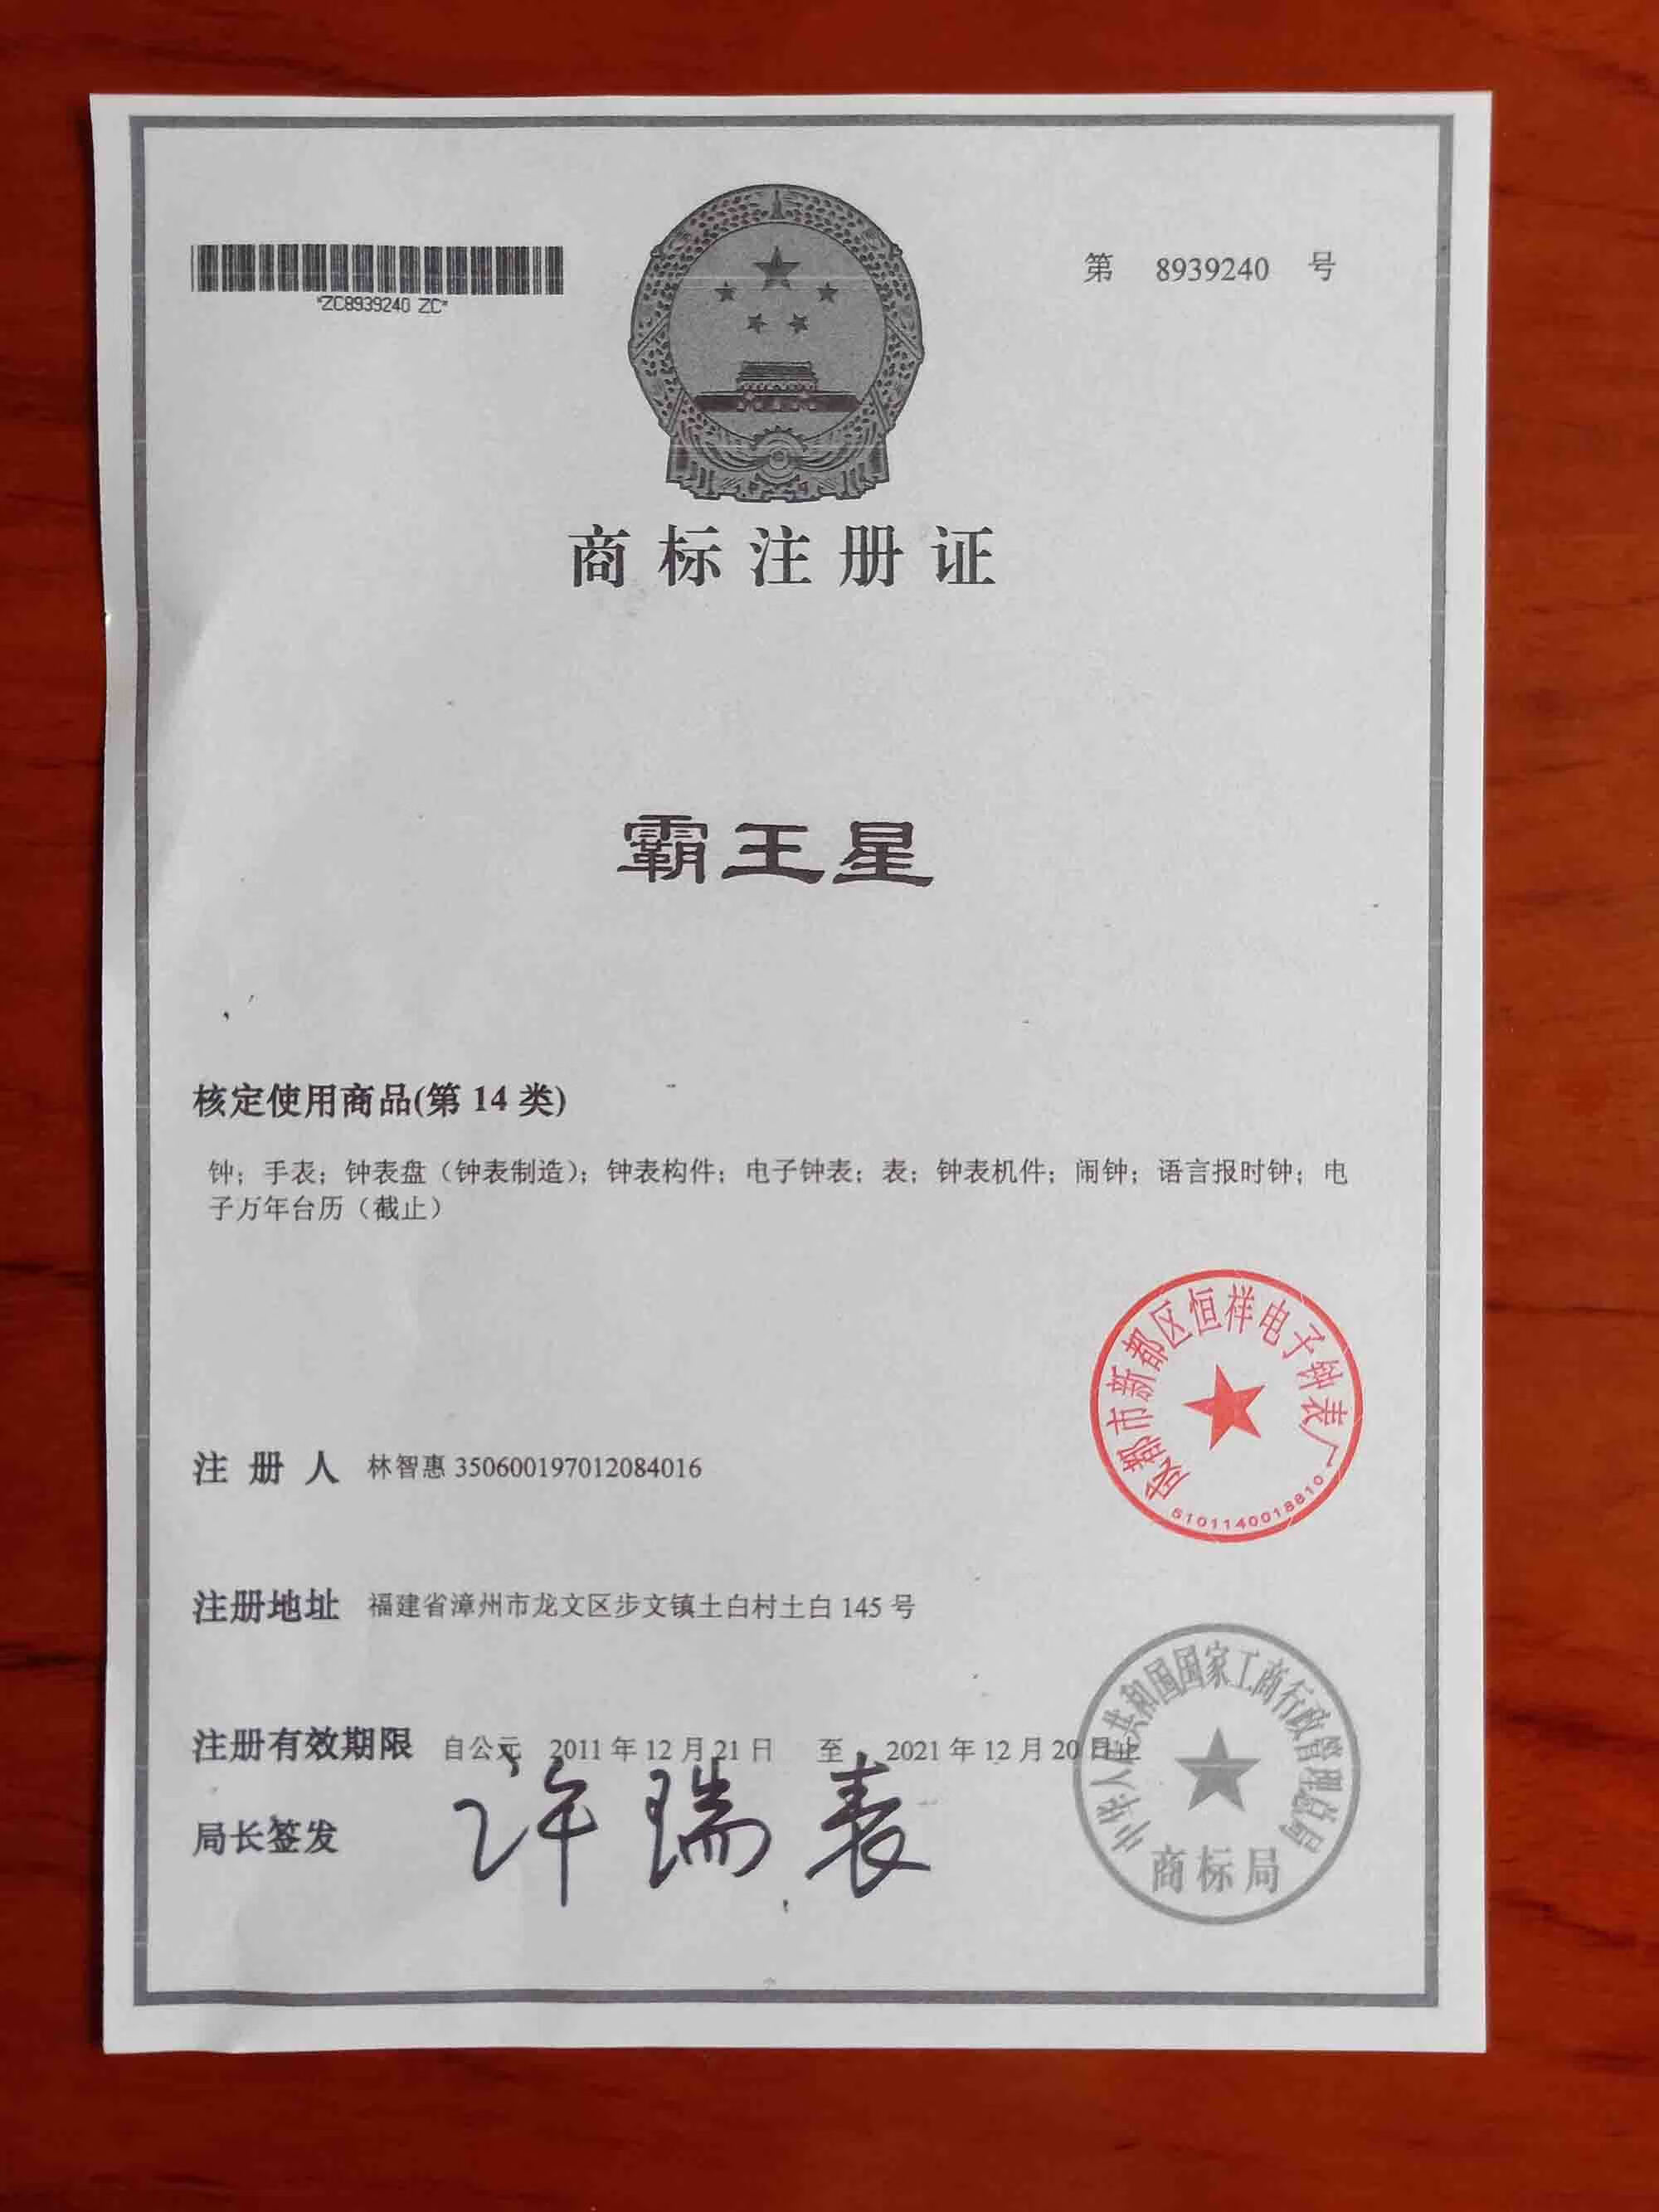 第 8939240 号
*ZC8939240 ZC*
商标注册证
霸王星
核定使用商品(第 14 类)
钟；手表；钟表盘（钟表制造）；钟表构件；电子钟表；表；钟表机件；闹钟；语言报时钟；电
子万年台历（截止）
成都市新都区恒祥电子钟表厂
5101140018810
注 册 人 林智惠 350600197012084016
注册地址 福建省漳州市龙文区步文镇土白村土白 145 号
注册有效期限 自公元 2011 年 12 月 21 日 至 2021 年 12 月 20 日止
局长签发 许瑞表
中华人民共和国国家工商行政管理总局
商标局